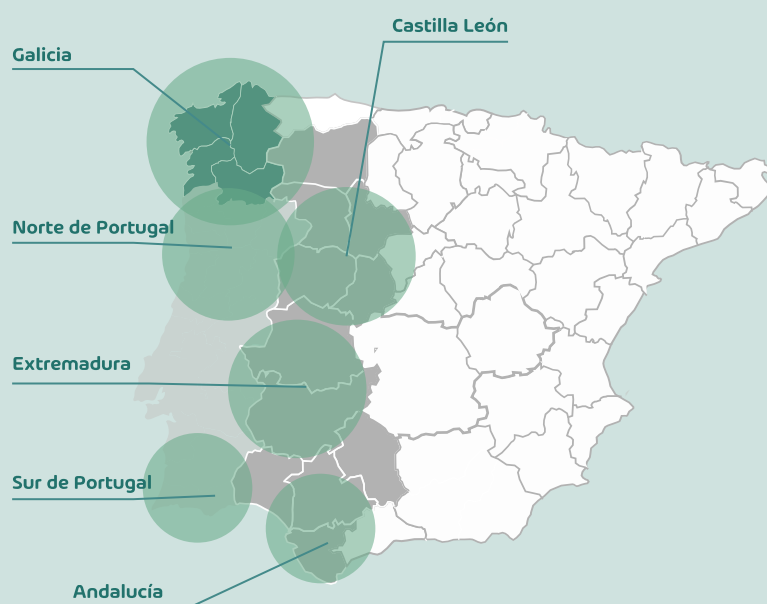 Castilla León
Galicia
Norte de Portugal
Extremadura
Sur de Portugal
Andalucía